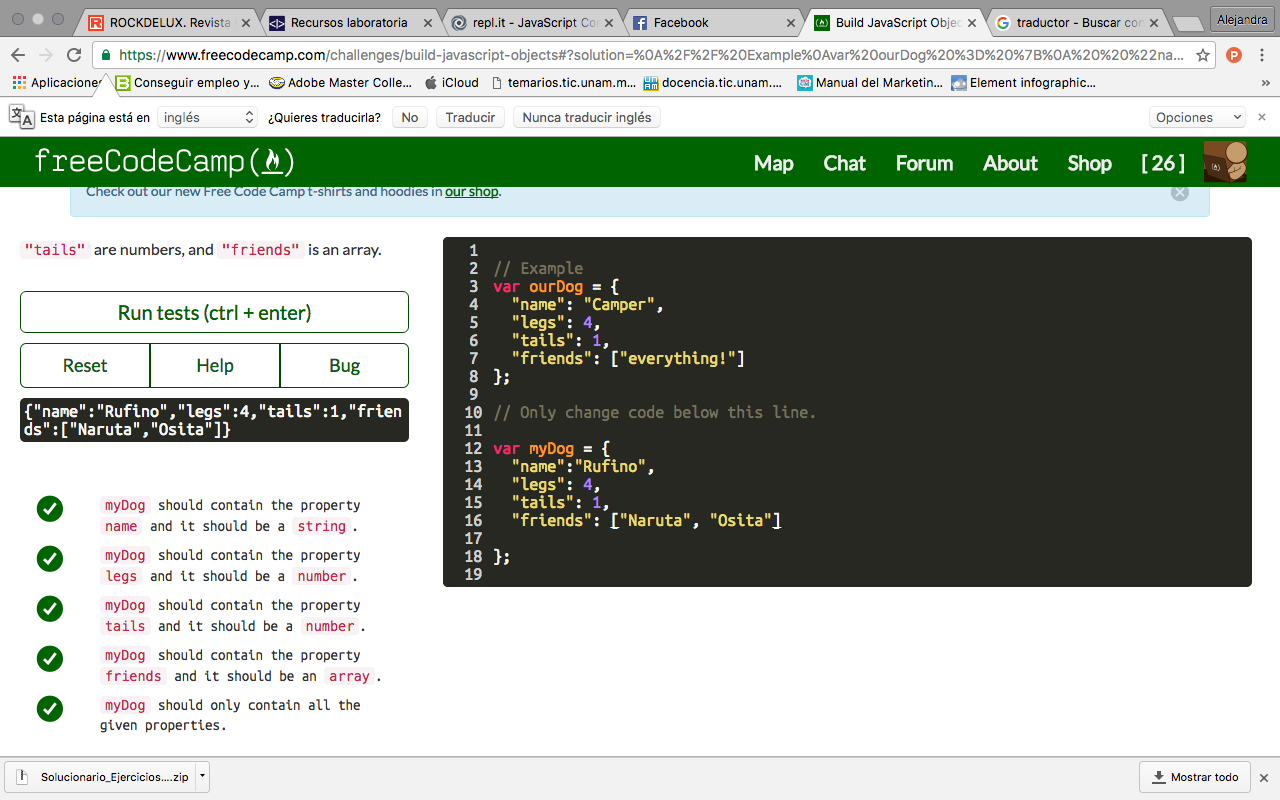 ROCKDELUX. Revista
Recursos laboratoria
repl.it - JavaScript Co
Facebook
Build JavaScript Objec
traductor - Buscar con
Alejandra
https://www.freecodecamp.com/challenges/build-javascript-objects#?solution=%0A%2F%2F%20Example%0Avar%20ourDog%20%3D%20%7B%0A%20%20%22na...
Aplicaciones
Conseguir empleo y...
Adobe Master Colle...
iCloud
temarios.tic.unam.m...
docencia.tic.unam....
Manual del Marketin...
Element infographic...
»
Esta página está en
inglés
¿Quieres traducirla?
No
Traducir
Nunca traducir inglés
Opciones
freeCodeCamp
Map
Chat
Forum
About
Shop
[ 26 ]
Check out our new Free Code Camp t-shirts and hoodies in our shop.
"tails" are numbers, and "friends" is an array.
Run tests (ctrl + enter)
Reset
Help
Bug
{"name":"Rufino","legs":4,"tails":1,"frien
ds":["Naruta","Osita"]}
myDog should contain the property
name and it should be a string .
myDog should contain the property
legs and it should be a number .
myDog should contain the property
tails and it should be a number .
myDog should contain the property
friends and it should be an array .
myDog should only contain all the
given properties.
1
2 // Example
3 var ourDog = {
4 "name": "Camper",
5 "legs": 4,
6 "tails": 1,
7 "friends": ["everything!"]
8 };
9
10 // Only change code below this line.
11
12 var myDog = {
13 "name":"Rufino",
14 "legs": 4,
15 "tails": 1,
16 "friends": ["Naruta", "Osita"]
17
18 };
19
Solucionario_Ejercicios....zip
Mostrar todo